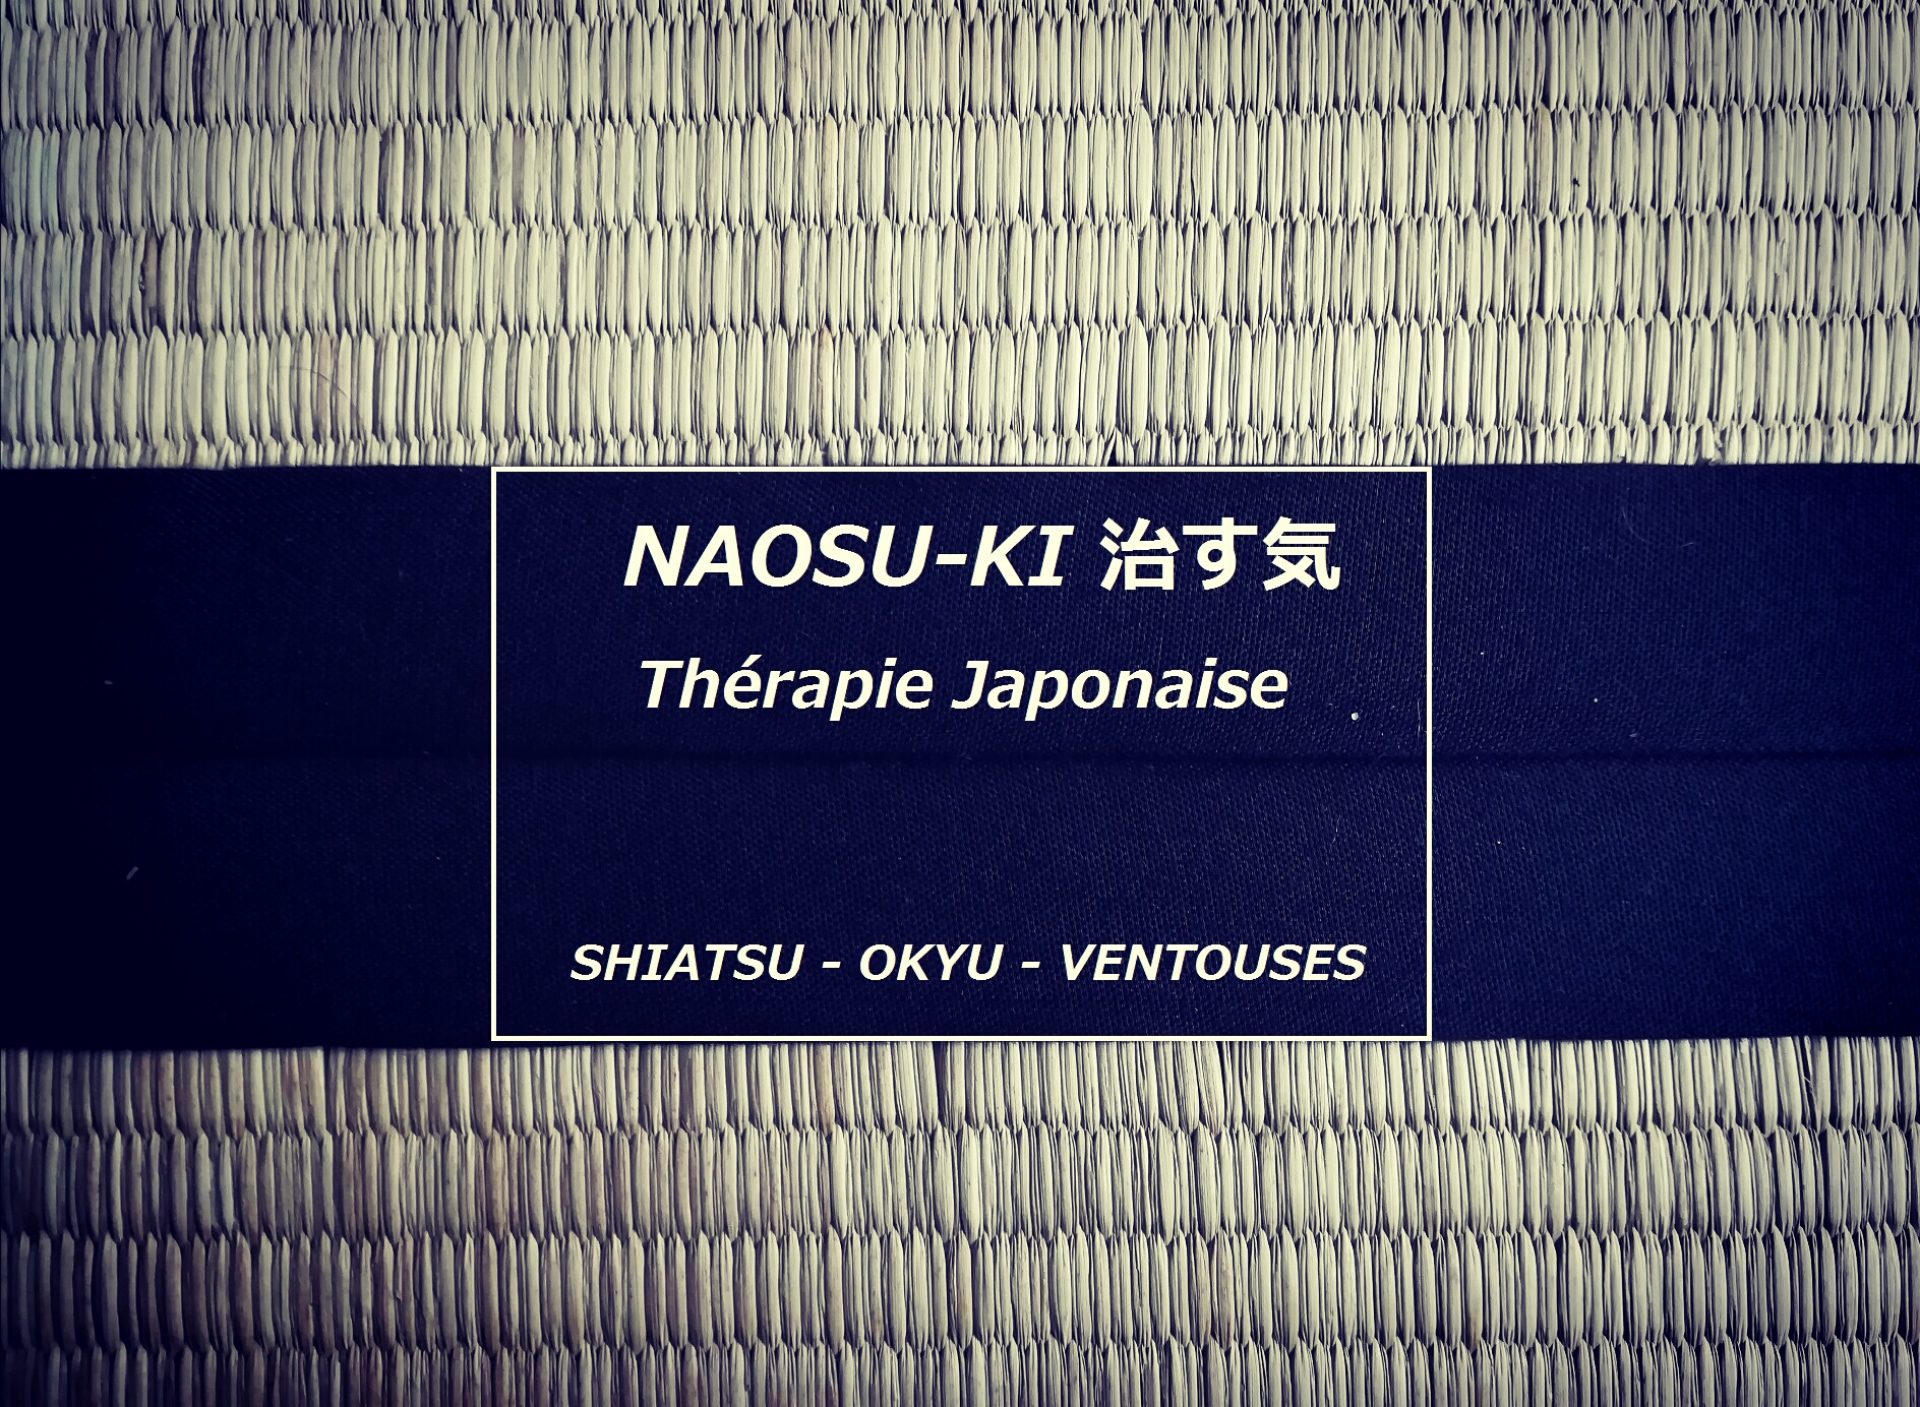 NAOSU-KI 治す気
Thérapie Japonaise
SHIATSU - OKYU - VENTOUSES